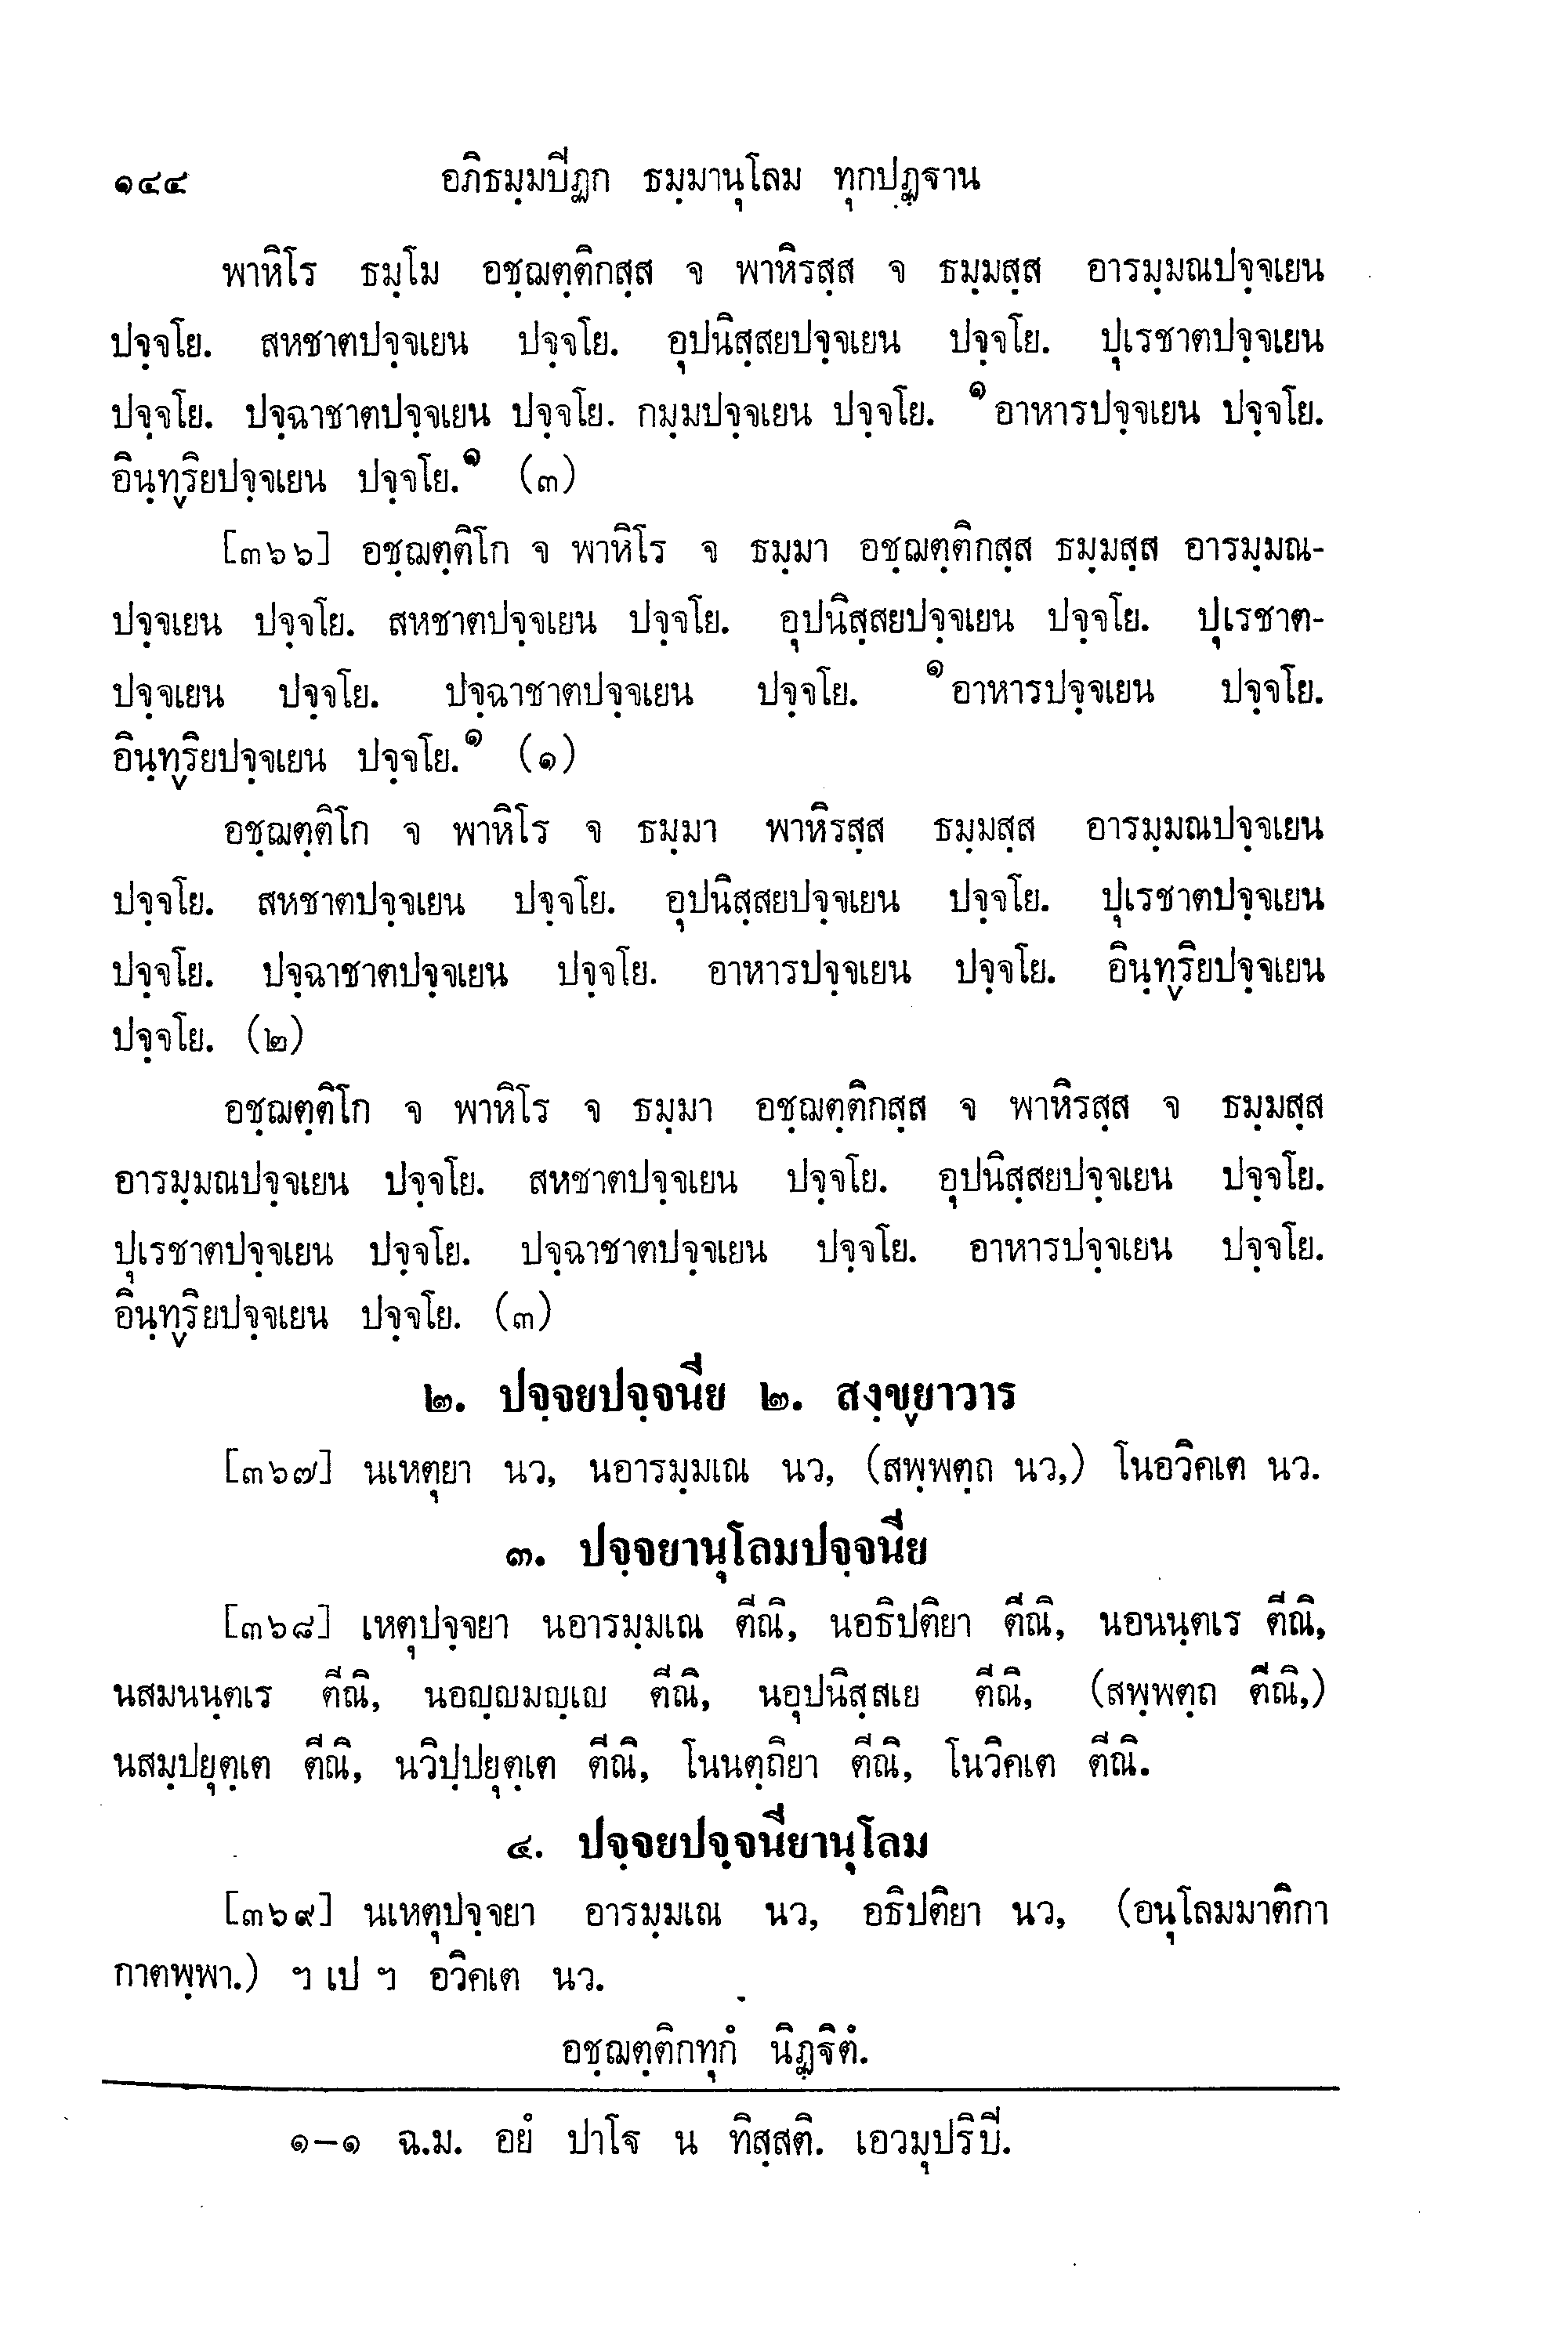 ๑๔๔ อภิธมฺมปิฏก ธมฺมานุโลม ทุกปฏฺฐาน
พาหิโร ธมฺโม อชฺฌตฺติกสฺส จ พาหิรสฺส จ ธมฺมสฺส อารมฺมณปจฺจเยน
ปจฺจโย. สหชาตปจฺจเยน ปจฺจโย. อุปนิสฺสยปจฺจเยน ปจฺจโย. ปุเรชาตปจฺจเยน
ปจฺจโย. ปจฺฉาชาตปจฺจเยน ปจฺจโย. กมฺมปจฺจเยน ปจฺจโย. ๑อาหารปจฺจเยน ปจฺจโย.
อินฺทฺริยปจฺจเยน ปจฺจโย.๑ (๓)
[๓๖๖] อชฺฌตฺติโก จ พาหิโร จ ธมฺมา อชฺฌตฺติกสฺส ธมฺมสฺส อารมฺมณ-
ปจฺจเยน ปจฺจโย. สหชาตปจฺจเยน ปจฺจโย. อุปนิสฺสยปจฺจเยน ปจฺจโย. ปุเรชาต-
ปจฺจเยน ปจฺจโย. ปจฺฉาชาตปจฺจเยน ปจฺจโย. ๑อาหารปจฺจเยน ปจฺจโย.
อินฺทฺริยปจฺจเยน ปจฺจโย.๑ (๑)
อชฺฌตฺติโก จ พาหิโร จ ธมฺมา พาหิรสฺส ธมฺมสฺส อารมฺมณปจฺจเยน
ปจฺจโย. สหชาตปจฺจเยน ปจฺจโย. อุปนิสฺสยปจฺจเยน ปจฺจโย. ปุเรชาตปจฺจเยน
ปจฺจโย. ปจฺฉาชาตปจฺจเยน ปจฺจโย. อาหารปจฺจเยน ปจฺจโย. อินฺทฺริยปจฺจเยน
ปจฺจโย. (๒)
อชฺฌตฺติโก จ พาหิโร จ ธมฺมา อชฺฌตฺติกสฺส จ พาหิรสฺส จ ธมฺมสฺส
อารมฺมณปจฺจเยน ปจฺจโย. สหชาตปจฺจเยน ปจฺจโย. อุปนิสฺสยปจฺจเยน ปจฺจโย.
ปุเรชาตปจฺจเยน ปจฺจโย. ปจฺฉาชาตปจฺจเยน ปจฺจโย. อาหารปจฺจเยน ปจฺจโย.
อินฺทฺริยปจฺจเยน ปจฺจโย. (๓)
๒. ปจฺจยปจฺจนีย ๒. สงฺขฺยาวาร
[๓๖๗] นเหตุยา นว, นอารมฺมเณ นว, (สพฺพตฺถ นว,) โนอวิคเต นว.
๓. ปจฺจยานุโลมปจฺจนีย
[๓๖๘] เหตุปจฺจยา นอารมฺมเณ ตีณิ, นอธิปติยา ตีณิ, นอนนฺตเร ตีณิ,
นสมนนฺตเร ตีณิ, นอญฺญมญฺเญ ตีณิ, นอุปนิสฺสเย ตีณิ, (สพฺพตฺถ ตีณิ,)
นสมฺปยุตฺเต ตีณิ, นวิปฺปยุตฺเต ตีณิ, โนนตฺถิยา ตีณิ, โนวิคเต ตีณิ.
๔. ปจฺจยปจฺจนียานุโลม
[๓๖๙] นเหตุปจฺจยา อารมฺมเณ นว, อธิปติยา นว, (อนุโลมมาติกา
กาตพฺพา.) ฯ เป ฯ อวิคเต นว.
อชฺฌตฺติกทุกํ นิฏฺฐิตํ.
๑–๑ ฉ.ม. อยํ ปาโฐ น ทิสฺสติ. เอวมุปริปิ.